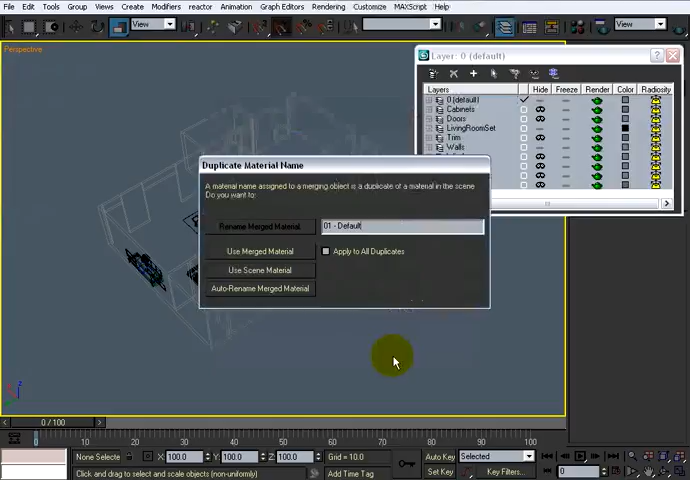 File Edit Tools Group Views Create Modifiers reactor Animation Graph Editors Rendering Customize MAXScript Help
View View
Perspective
Layer: 0 (default)
Layers Hide Freeze Render Color Radiosity
0 (default)
Cabinets
Doors
LivingRoomSet
Trim
Walls
Duplicate Material Name
A material name assigned to a merging object is a duplicate of a material in the scene
Do you want to:
Rename Merged Material 01 - Default
Use Merged Material Apply to All Duplicates
Use Scene Material
Auto-Rename Merged Material
0 / 100
0 10 20 30 40 50 60 70 80 90 100
None Selecte X: 100.0 Y: 100.0 Z: 100.0 Grid = 10.0 Auto Key Selected
Click and drag to select and scale objects (non-uniformly) Add Time Tag Set Key Key Filters... 0